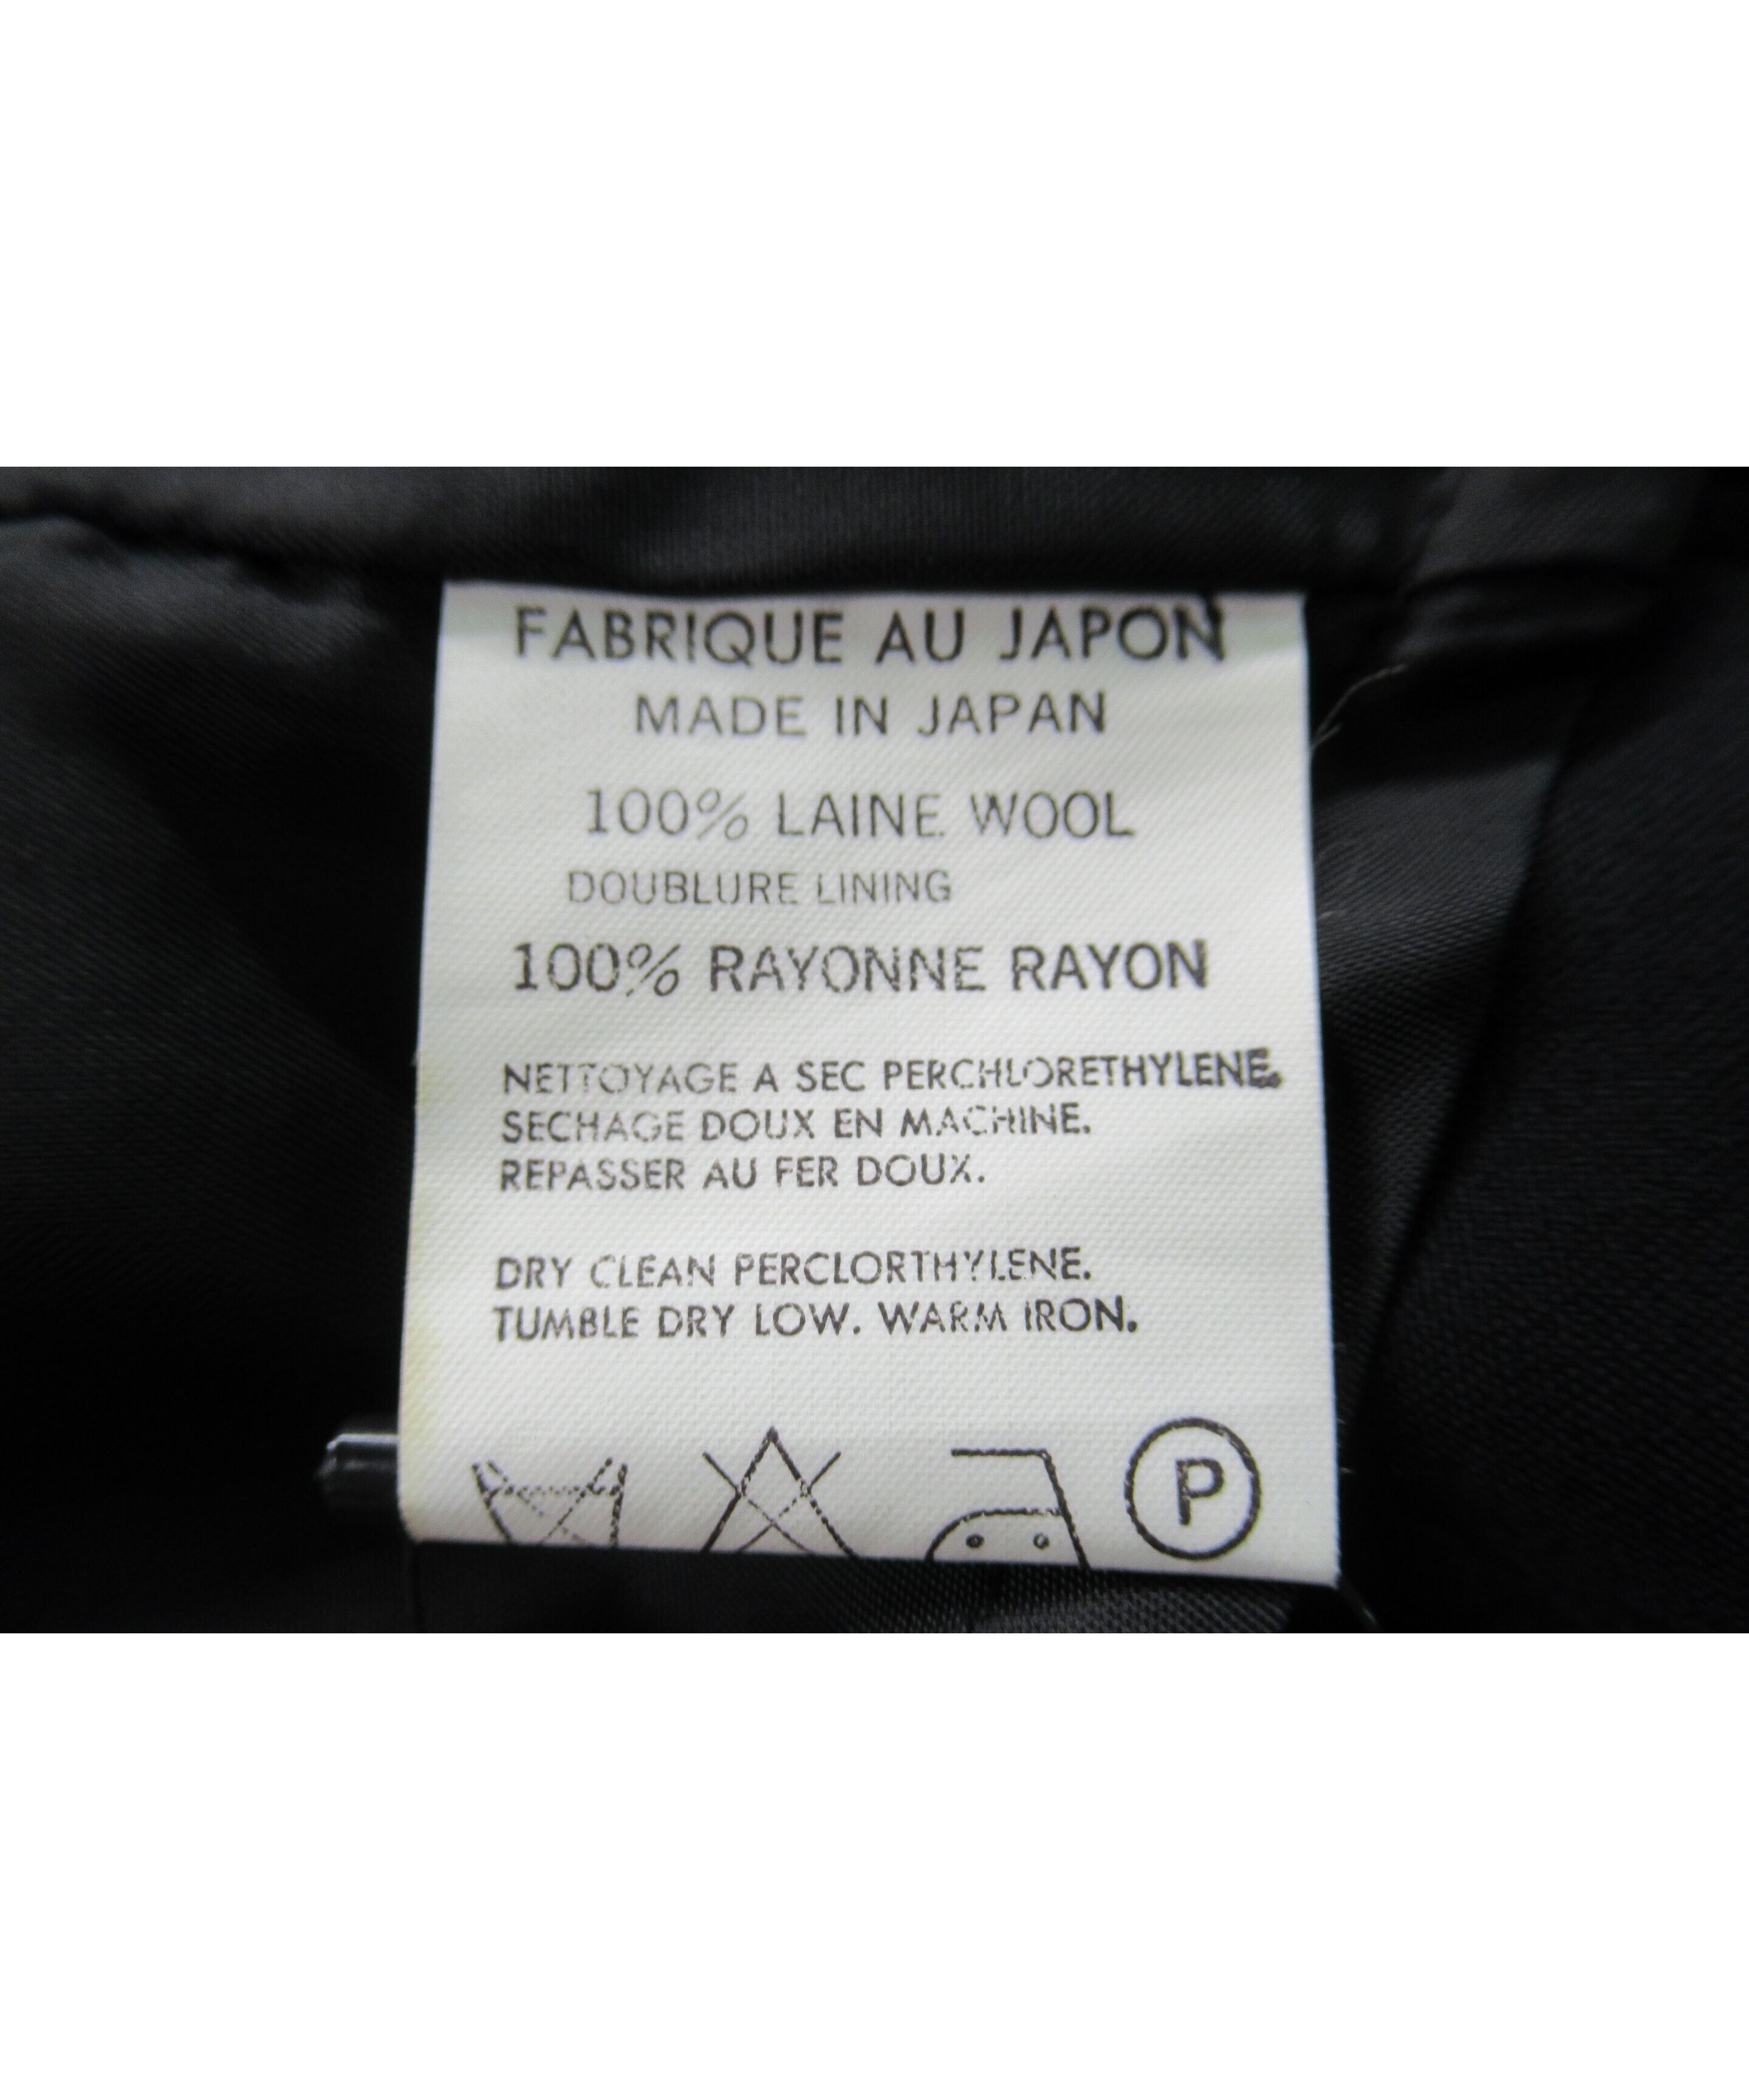 FABRIQUE AU JAPON
MADE IN JAPAN
100% LAINE WOOL
DOUBLURE LINING
100% RAYONNE RAYON
NETTOYAGE A SEC PERCHLORETHYLENE.
SECHAGE DOUX EN MACHINE.
REPASSER AU FER DOUX.
DRY CLEAN PERCLORTHYLENE.
TUMBLE DRY LOW. WARM IRON.
P